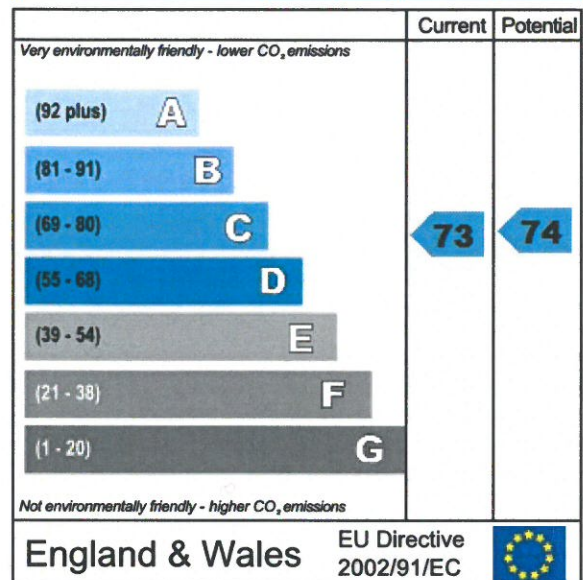 Current Potential
Very environmentally friendly - lower CO₂ emissions
(92 plus) A
(81 - 91) B
(69 - 80) C 73 74
(55 - 68) D
(39 - 54) E
(21 - 38) F
(1 - 20) G
Not environmentally friendly - higher CO₂ emissions
England & Wales EU Directive
2002/91/EC